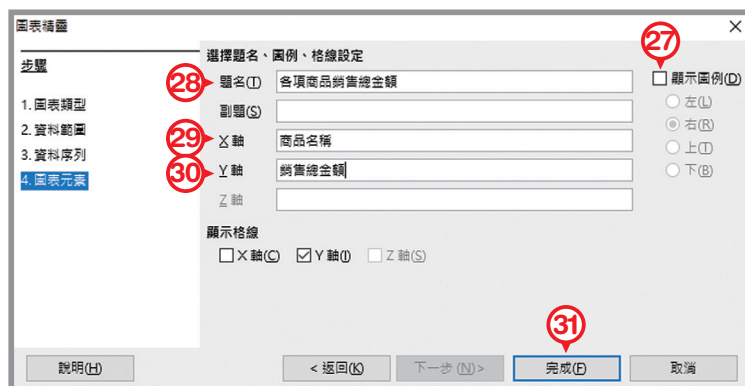 圖表精靈
步驟
1. 圖表類型
2. 資料範圍
3. 資料序列
4. 圖表元素
選擇題名、圖例、格線設定
28 題名(T) 各項商品銷售總金額
副題(S)
29 X 軸 商品名稱
30 Y 軸 銷售總金額
Z 軸
27
顯示圖例(D)
左(L)
右(R)
上(T)
下(B)
顯示格線
X 軸(C) Y 軸(I) Z 軸(S)
31
說明(H) < 返回(K) 下一步 (N)> 完成(F) 取消